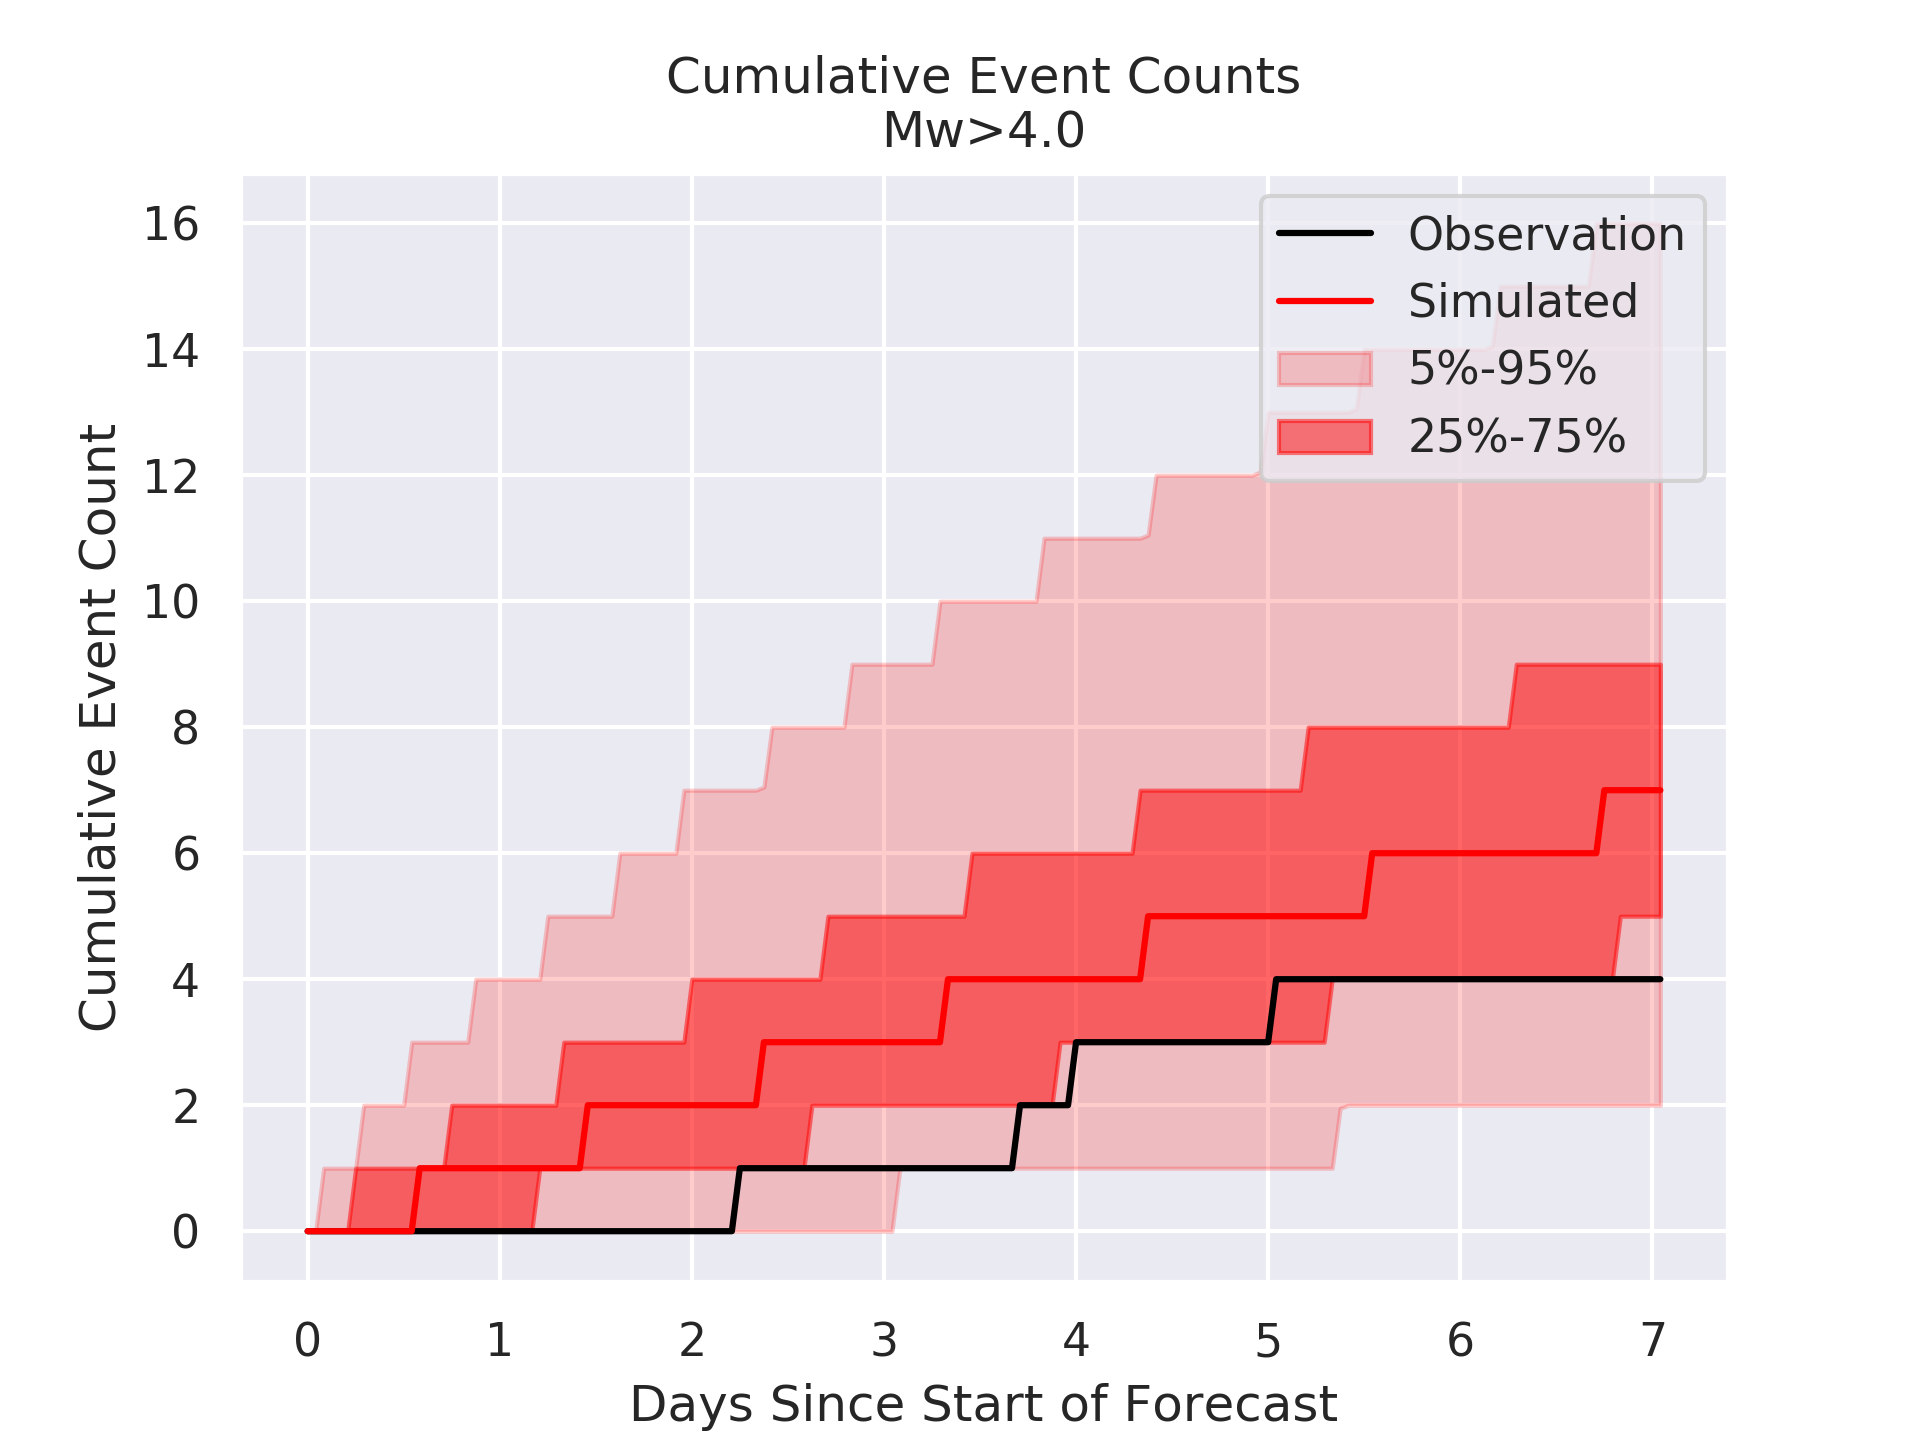 Cumulative Event Counts
Mw>4.0
Cumulative Event Count
16
14
12
10
8
6
4
2
0
Observation
Simulated
5%-95%
25%-75%
0 1 2 3 4 5 6 7
Days Since Start of Forecast